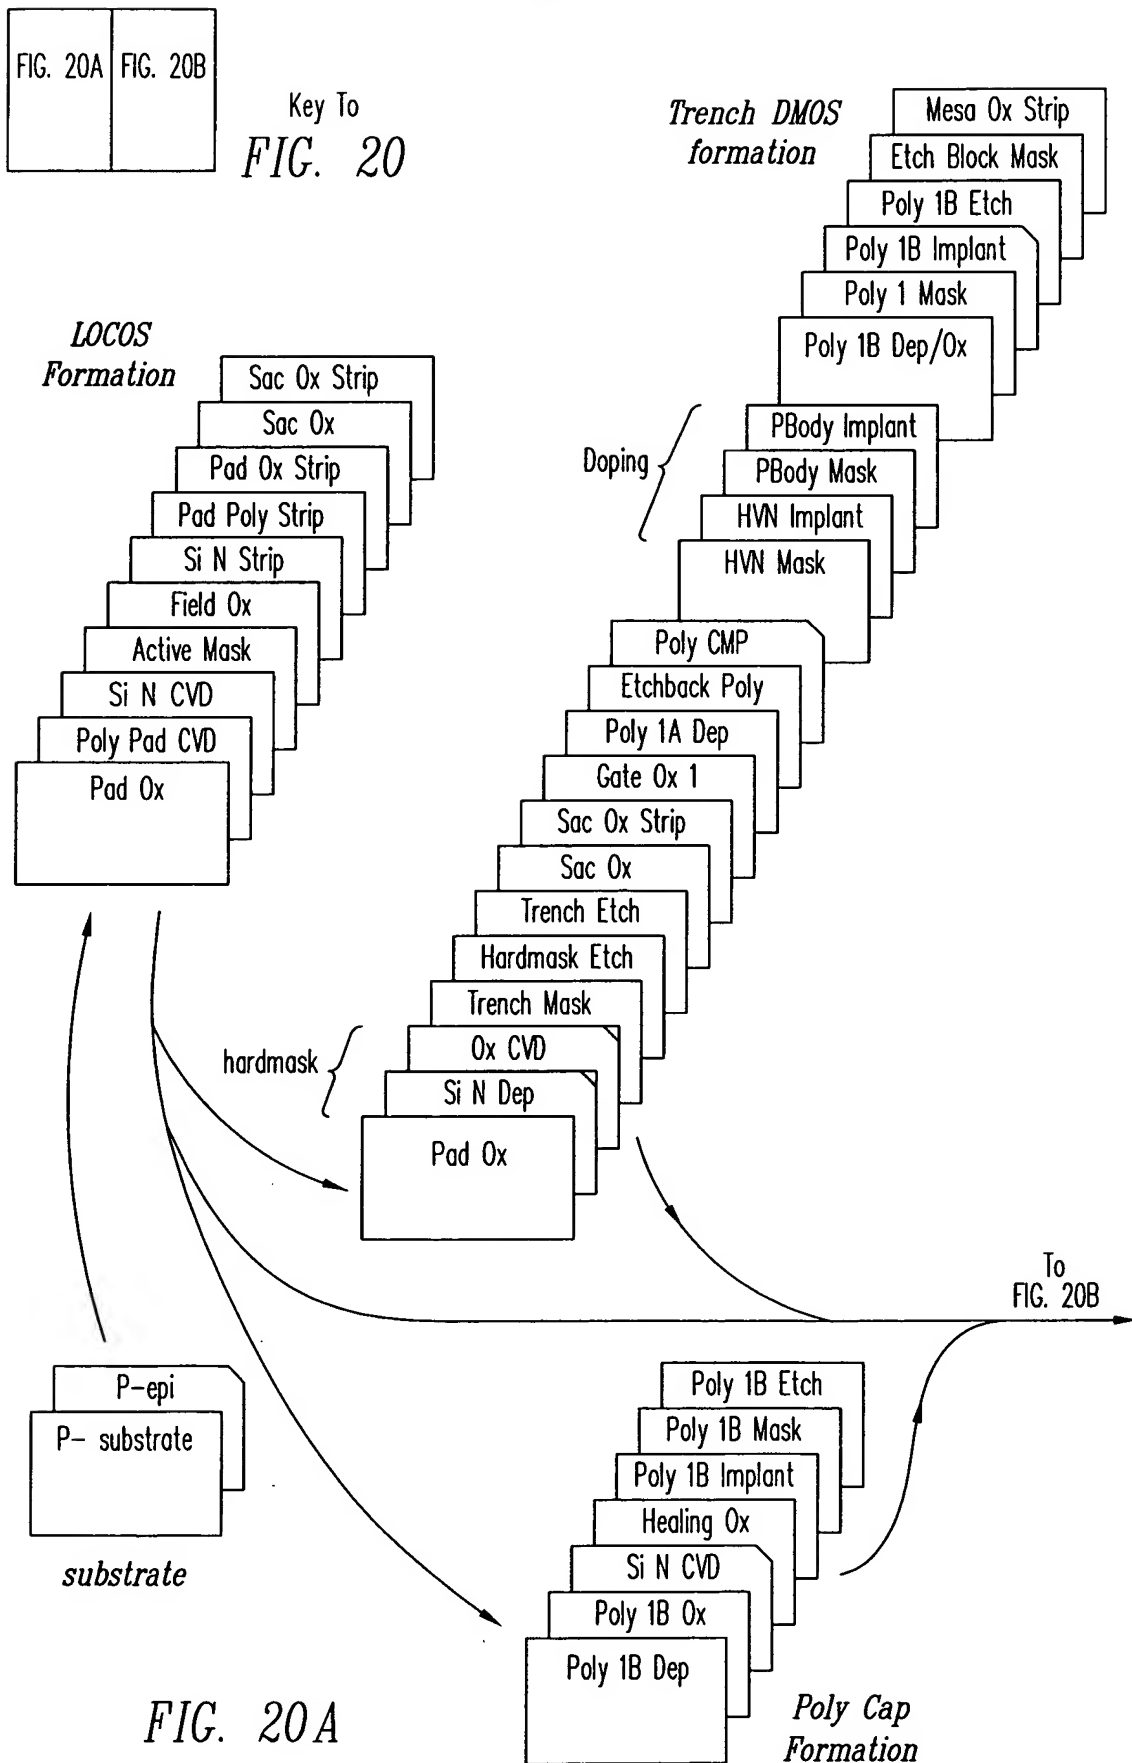 FIG. 20A
FIG. 20B
Key To
FIG. 20
LOCOS
Formation
Sac Ox Strip
Sac Ox
Pad Ox Strip
Pad Poly Strip
Si N Strip
Field Ox
Active Mask
Si N CVD
Poly Pad CVD
Pad Ox
Trench DMOS
formation
Mesa Ox Strip
Etch Block Mask
Poly 1B Etch
Poly 1B Implant
Poly 1 Mask
Poly 1B Dep/Ox
Doping
PBody Implant
PBody Mask
HVN Implant
HVN Mask
Poly CMP
Etchback Poly
Poly 1A Dep
Gate Ox 1
Sac Ox Strip
Sac Ox
Trench Etch
Hardmask Etch
Trench Mask
hardmask
Ox CVD
Si N Dep
Pad Ox
To
FIG. 20B
P-epi
P- substrate
substrate
Poly 1B Etch
Poly 1B Mask
Poly 1B Implant
Healing Ox
Si N CVD
Poly 1B Ox
Poly 1B Dep
Poly Cap
Formation
FIG. 20A